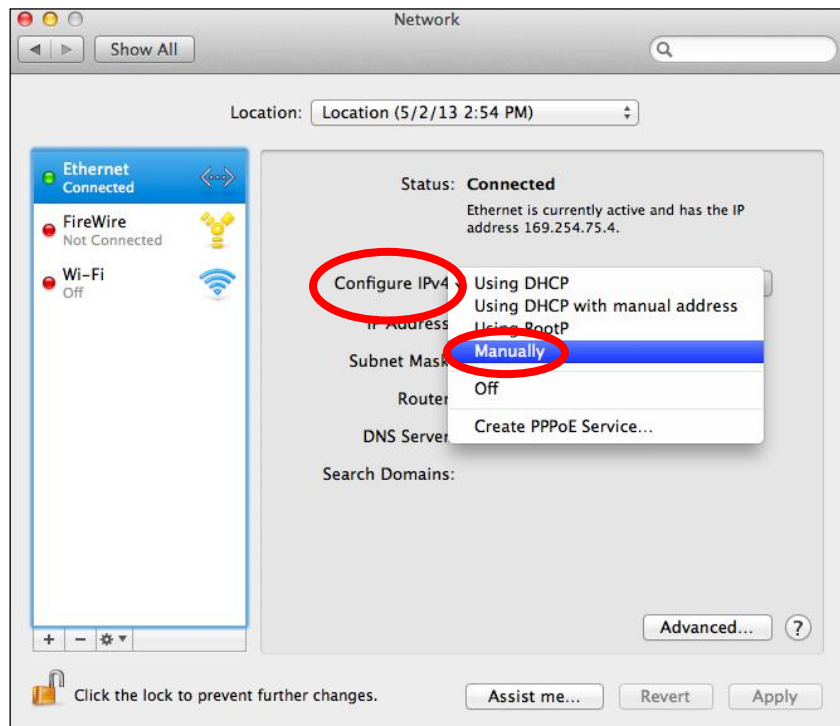 Network
Show All
Location: Location (5/2/13 2:54 PM)
Ethernet
Connected
FireWire
Not Connected
Wi-Fi
Off
Status: Connected
Ethernet is currently active and has the IP
address 169.254.75.4.
Configure IPv4
Using DHCP
Using DHCP with manual address
Using BootP
Manually
Off
Create PPPoE Service...
IP Address
Subnet Mask
Router
DNS Server
Search Domains:
Advanced... ?
Click the lock to prevent further changes.
Assist me... Revert Apply